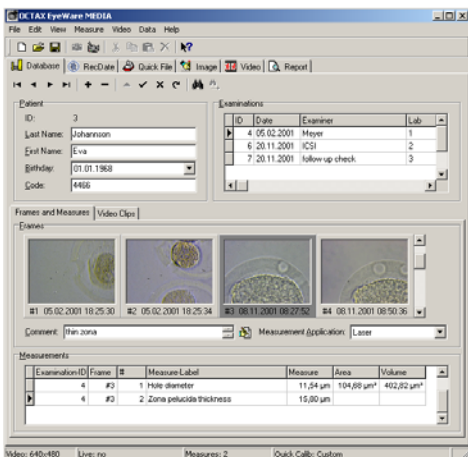 OCTAX EyeWare MEDIA
File Edit View Measure Video Data Help
Database RecDate Quick File Image Video Report
Patient
ID: 3
Last Name: Johannson
First Name: Eva
Birthday: 01.01.1968
Code: 4466
Examinations
ID Date Examiner Lab
4 05.02.2001 Meyer 1
6 20.11.2001 ICSI 2
7 20.11.2001 follow up check 3
Frames and Measures Video Clips
Frames
#1 05.02.2001 18:25:30 #2 05.02.2001 18:25:34 #3 08.11.2001 08:27:52 #4 08.11.2001 08:50:36
Comment: thin zona Measurement Application: Laser
Measurements
Examination-ID Frame # Measure-Label Measure Area Volume
4 #3 1 Hole diameter 11,54 µm 104,68 µm² 402,82 µm³
4 #3 2 Zona pelucida thickness 15,00 µm
Video: 640x480 Live: no Measures: 2 Quick Calib: Custom